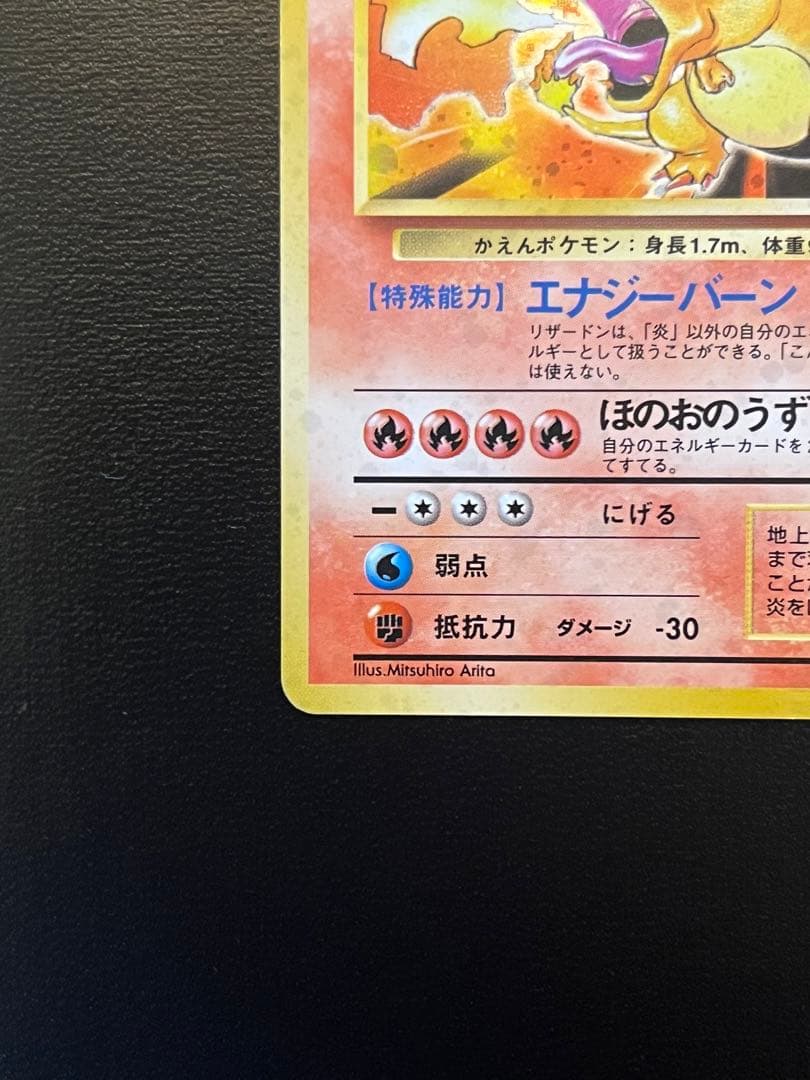 かえんポケモン：身長1.7m、体重
【特殊能力】 エナジーバーン
リザードンは、「炎」以外の自分のエ
ルギーとして扱うことができる。「こん
は使えない。
ほのおのうず
自分のエネルギーカードを
てすてる。
にげる
弱点
抵抗力 ダメージ -30
地上
まで
ことが
炎を
Illus.Mitsuhiro Arita